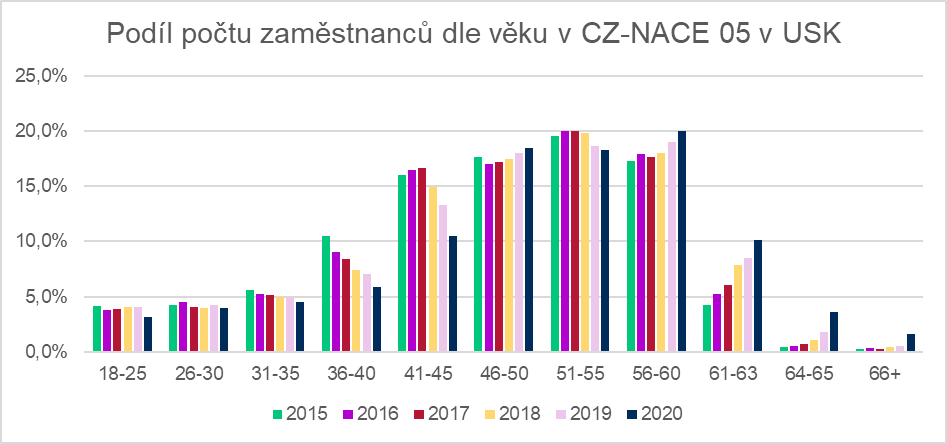 Podíl počtu zaměstnanců dle věku v CZ-NACE 05 v USK
25,0%
20,0%
15,0%
10,0%
5,0%
0,0%
18-25 26-30 31-35 36-40 41-45 46-50 51-55 56-60 61-63 64-65 66+
2015 2016 2017 2018 2019 2020